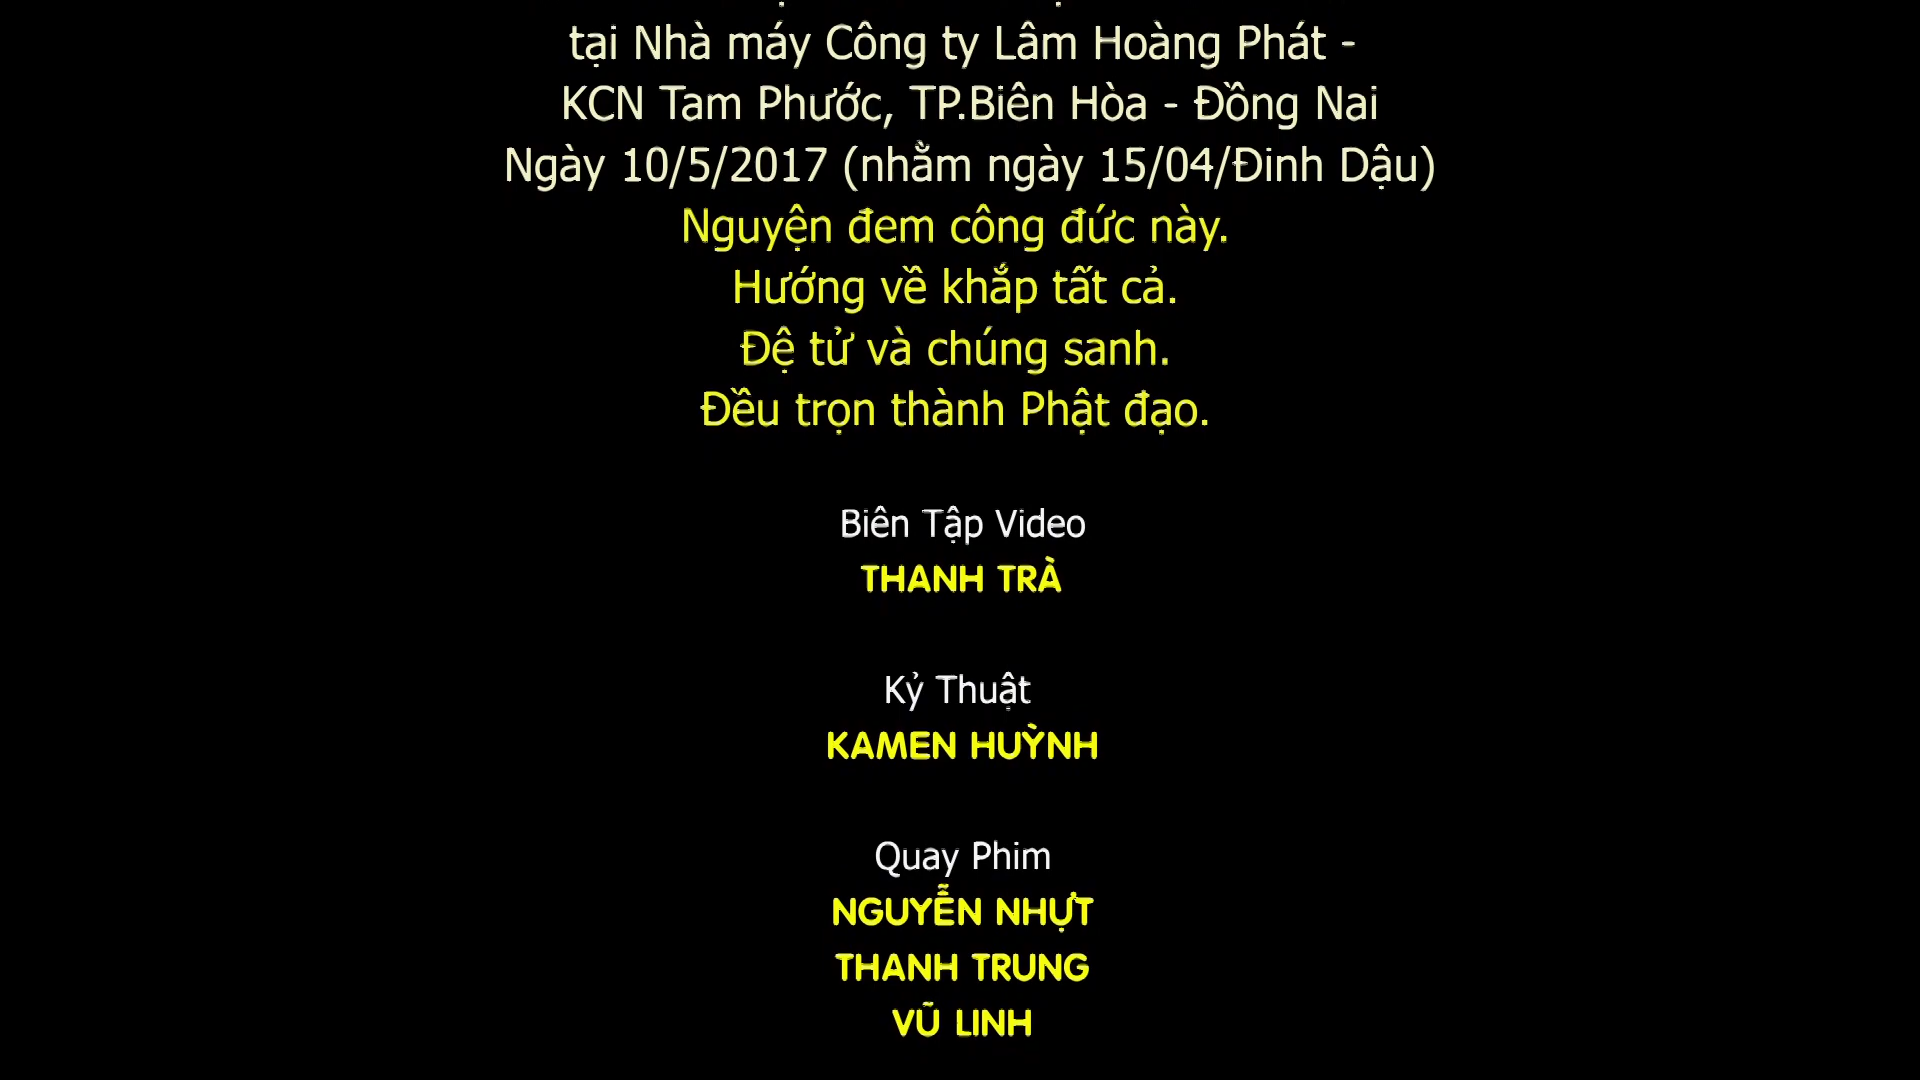 tại Nhà máy Công ty Lâm Hoàng Phát -
KCN Tam Phước, TP.Biên Hòa - Đồng Nai
Ngày 10/5/2017 (nhằm ngày 15/04/Đinh Dậu)
Nguyện đem công đức này.
Hướng về khắp tất cả.
Đệ tử và chúng sanh.
Đều trọn thành Phật đạo.
Biên Tập Video
THANH TRÀ
Kỷ Thuật
KAMEN HUỲNH
Quay Phim
NGUYỄN NHỰT
THANH TRUNG
VŨ LINH